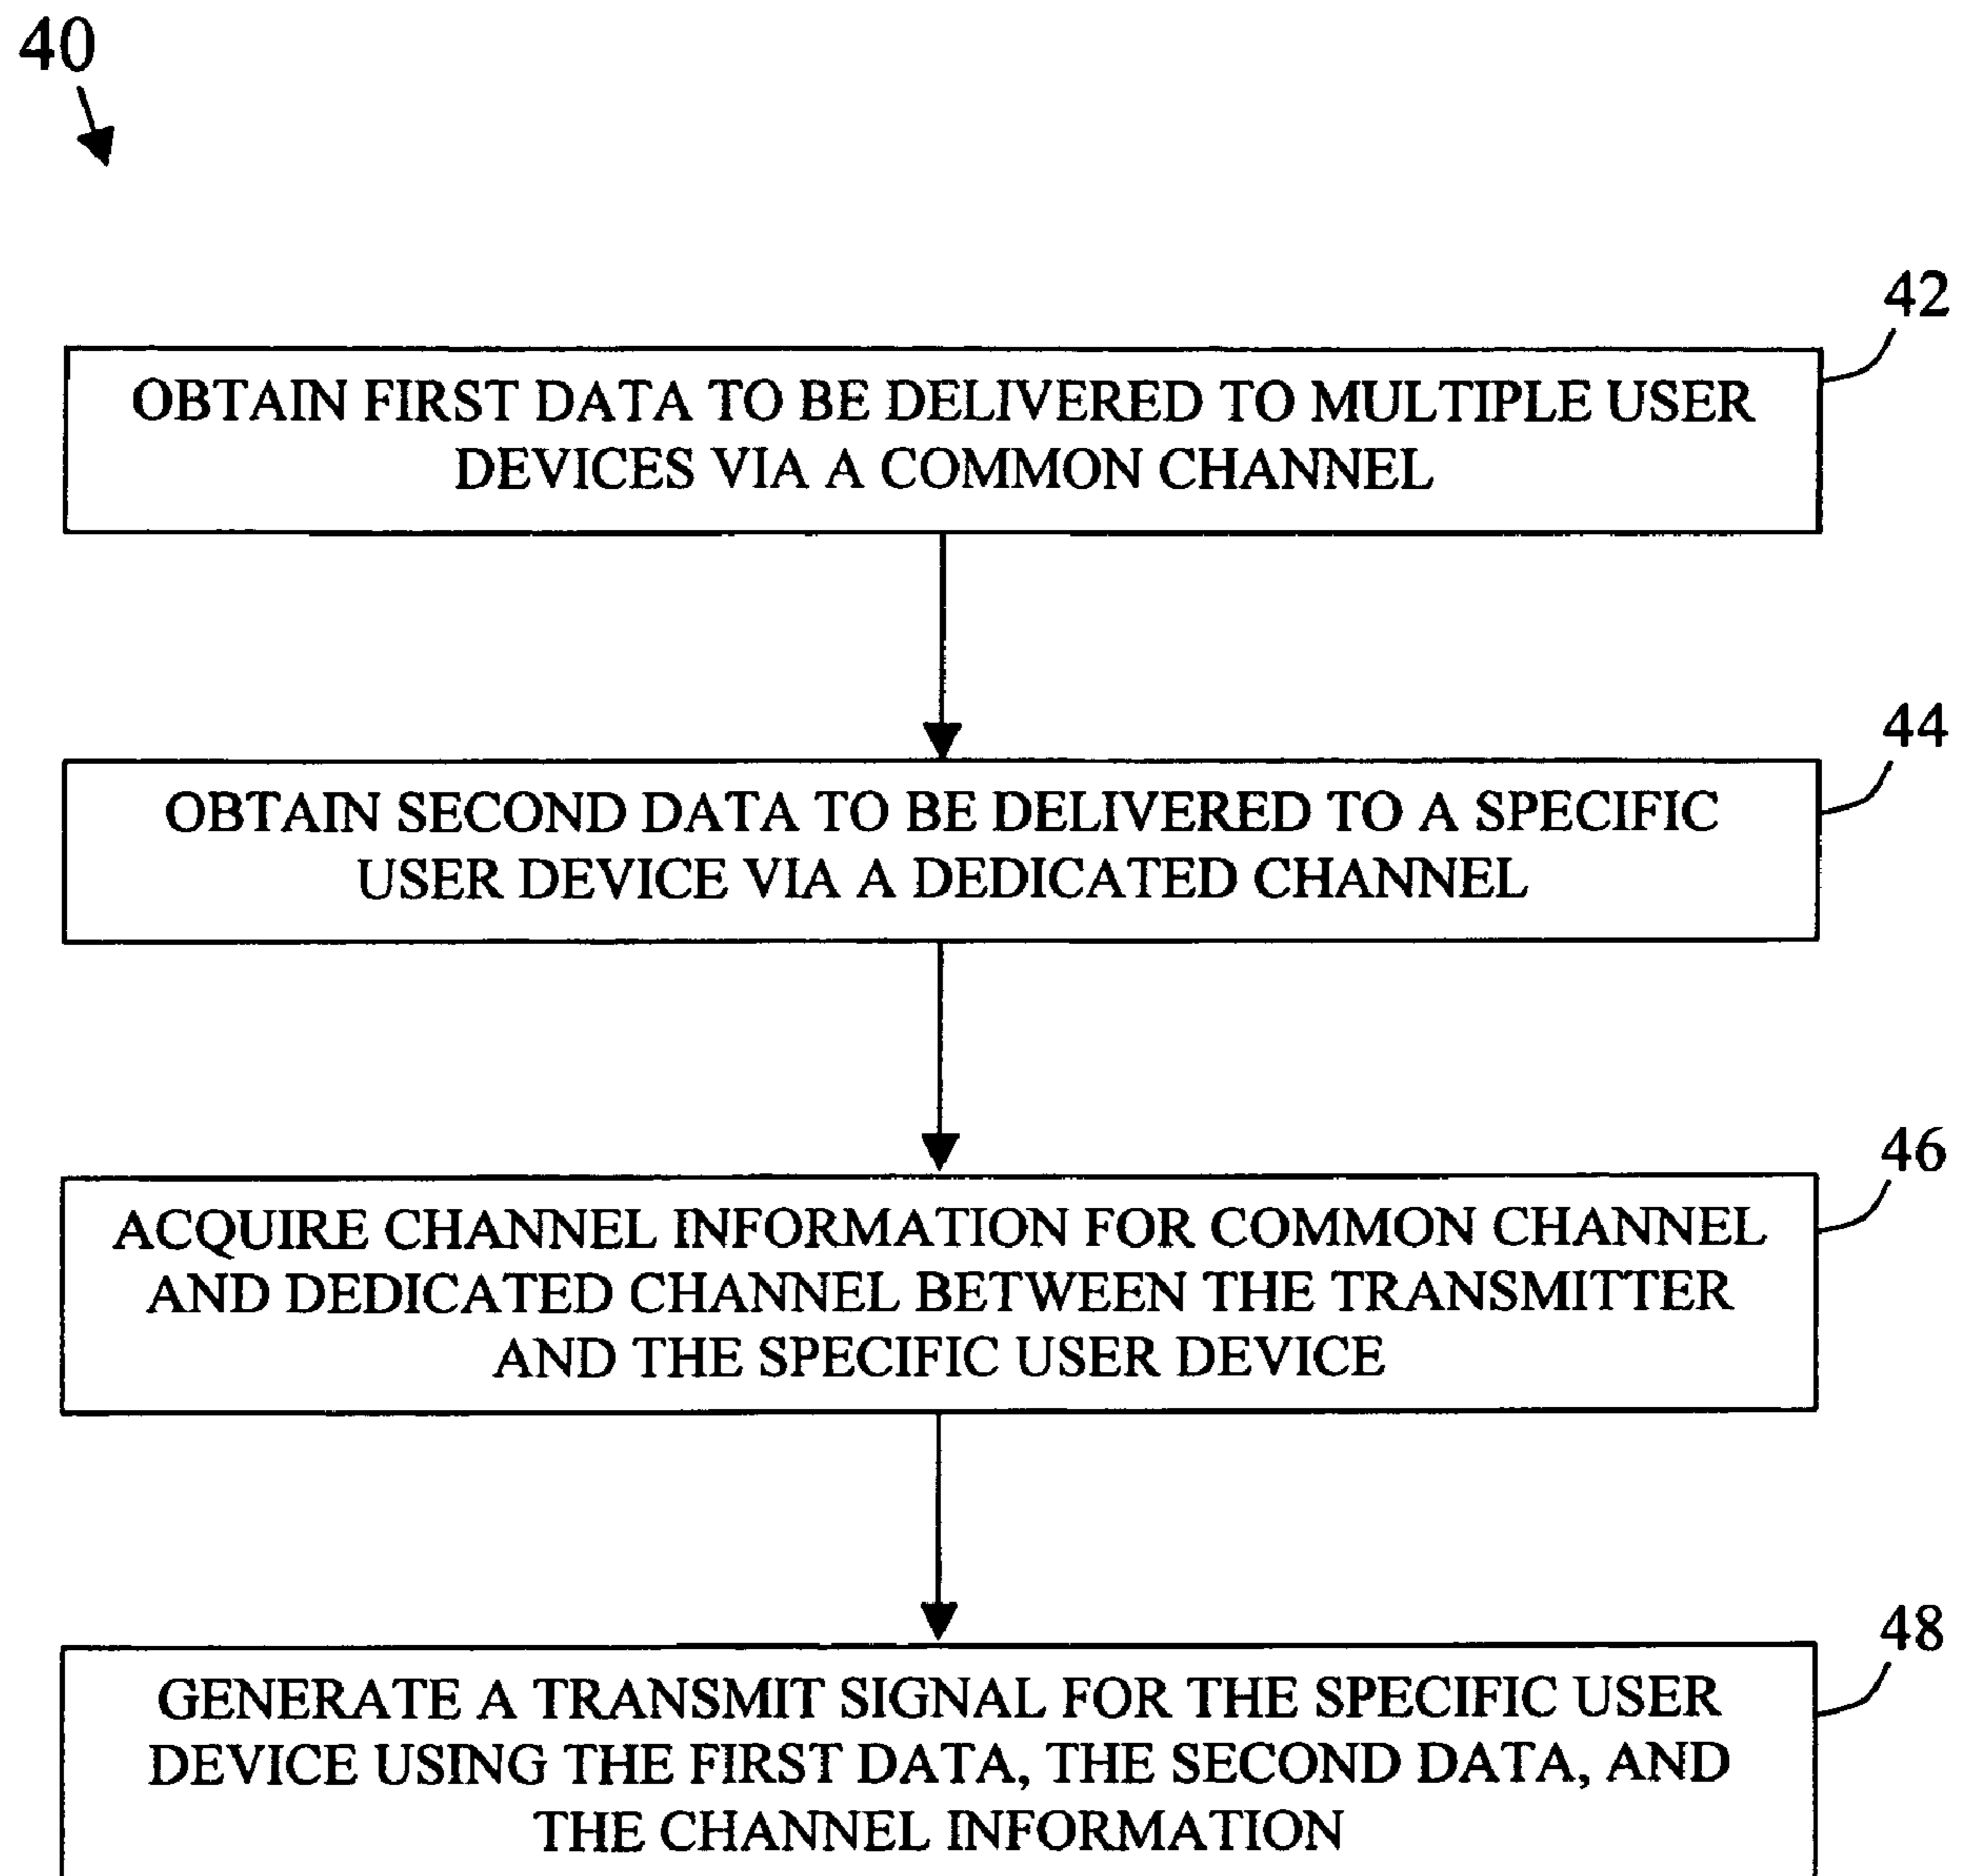 40
42
OBTAIN FIRST DATA TO BE DELIVERED TO MULTIPLE USER
DEVICES VIA A COMMON CHANNEL
44
OBTAIN SECOND DATA TO BE DELIVERED TO A SPECIFIC
USER DEVICE VIA A DEDICATED CHANNEL
46
ACQUIRE CHANNEL INFORMATION FOR COMMON CHANNEL
AND DEDICATED CHANNEL BETWEEN THE TRANSMITTER
AND THE SPECIFIC USER DEVICE
48
GENERATE A TRANSMIT SIGNAL FOR THE SPECIFIC USER
DEVICE USING THE FIRST DATA, THE SECOND DATA, AND
THE CHANNEL INFORMATION